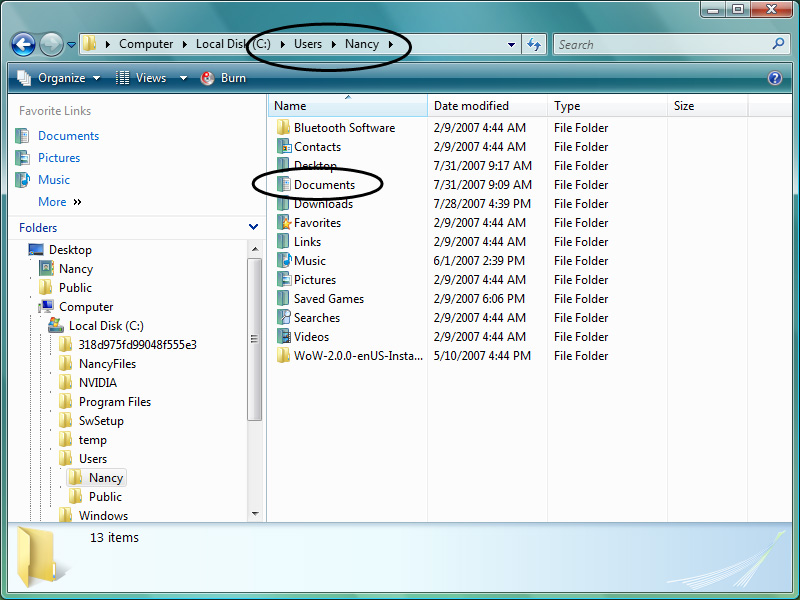 Computer Local Disk (C:) Users Nancy Search
Organize Views Burn
Favorite Links
Documents
Pictures
Music
More »
Folders
Desktop
Nancy
Public
Computer
Local Disk (C:)
318d975fd99048f555e3
NancyFiles
NVIDIA
Program Files
SwSetup
temp
Users
Nancy
Public
Windows
Name Date modified Type Size
Bluetooth Software 2/9/2007 4:44 AM File Folder
Contacts 2/9/2007 4:44 AM File Folder
Desktop 7/31/2007 9:17 AM File Folder
Documents 7/31/2007 9:09 AM File Folder
Downloads 7/28/2007 4:39 PM File Folder
Favorites 2/9/2007 4:44 AM File Folder
Links 2/9/2007 4:44 AM File Folder
Music 6/1/2007 2:39 PM File Folder
Pictures 2/9/2007 4:44 AM File Folder
Saved Games 2/9/2007 6:06 PM File Folder
Searches 2/9/2007 4:44 AM File Folder
Videos 2/9/2007 4:44 AM File Folder
WoW-2.0.0-enUS-Insta... 5/10/2007 4:44 PM File Folder
13 items